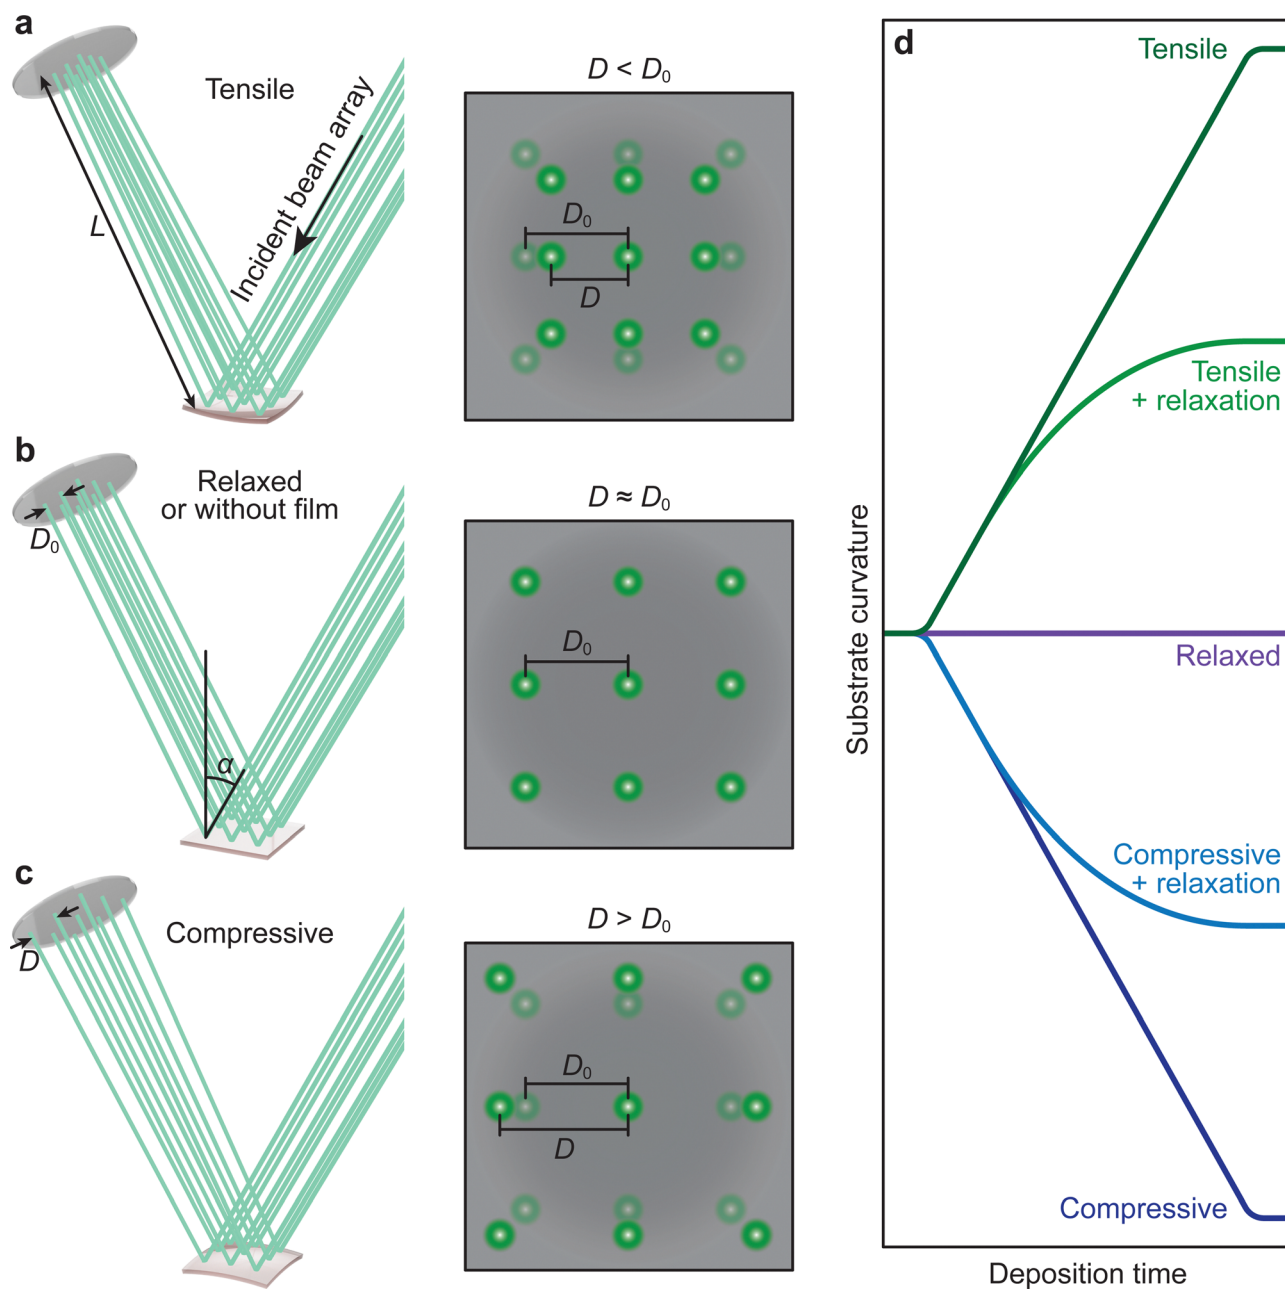 a
Tensile
L
Incident beam array
D < D₀
D₀
D
b
Relaxed
or without film
D₀
α
D ≈ D₀
D₀
c
Compressive
D
D > D₀
D₀
D
d
Tensile
Tensile
+ relaxation
Relaxed
Compressive
+ relaxation
Compressive
Substrate curvature
Deposition time